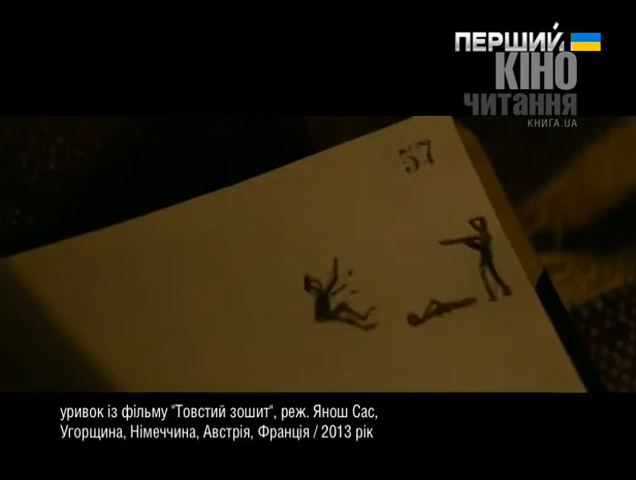 ПЕРШИЙ
КІНО
читання
КНИГА.UA
57
уривок із фільму "Товстий зошит", реж. Янош Сас,
Угорщина, Німеччина, Австрія, Франція / 2013 рік